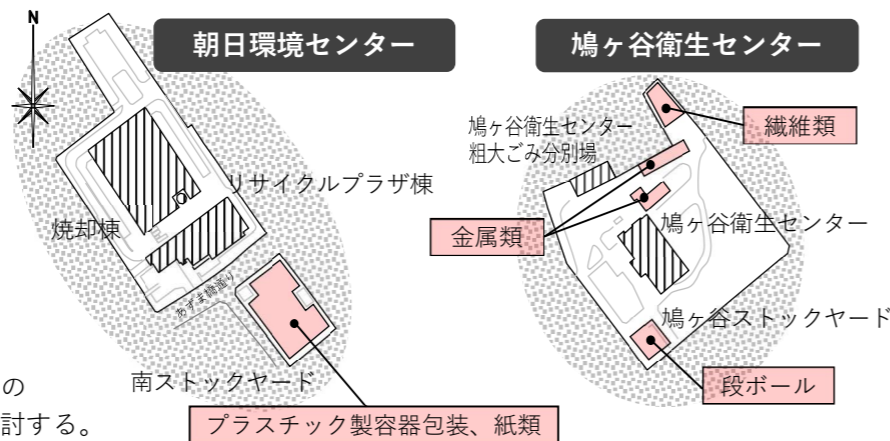 N
朝日環境センター
リサイクルプラザ棟
焼却棟
あずま橋通り
南ストックヤード
プラスチック製容器包装、紙類
の
討する。
鳩ヶ谷衛生センター
繊維類
鳩ヶ谷衛生センター
粗大ごみ分別場
金属類
鳩ヶ谷衛生センター
鳩ヶ谷ストックヤード
段ボール